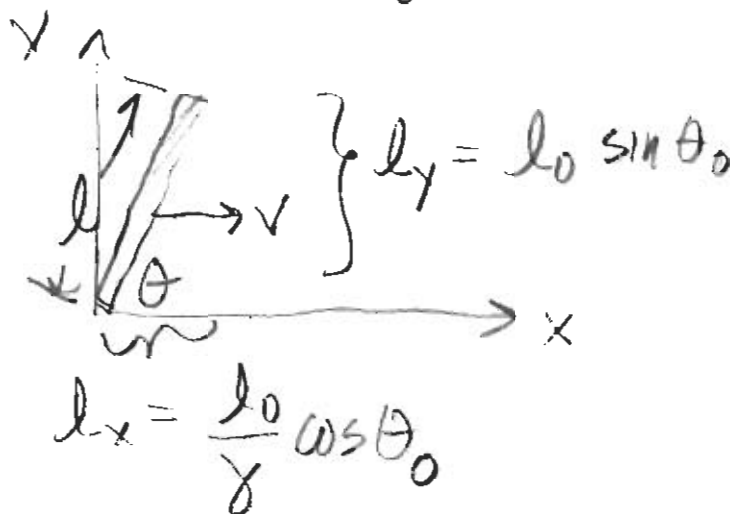 y
l
l_y = l_0 sin θ_0
v
θ
x
l_x = l_0/γ cos θ_0